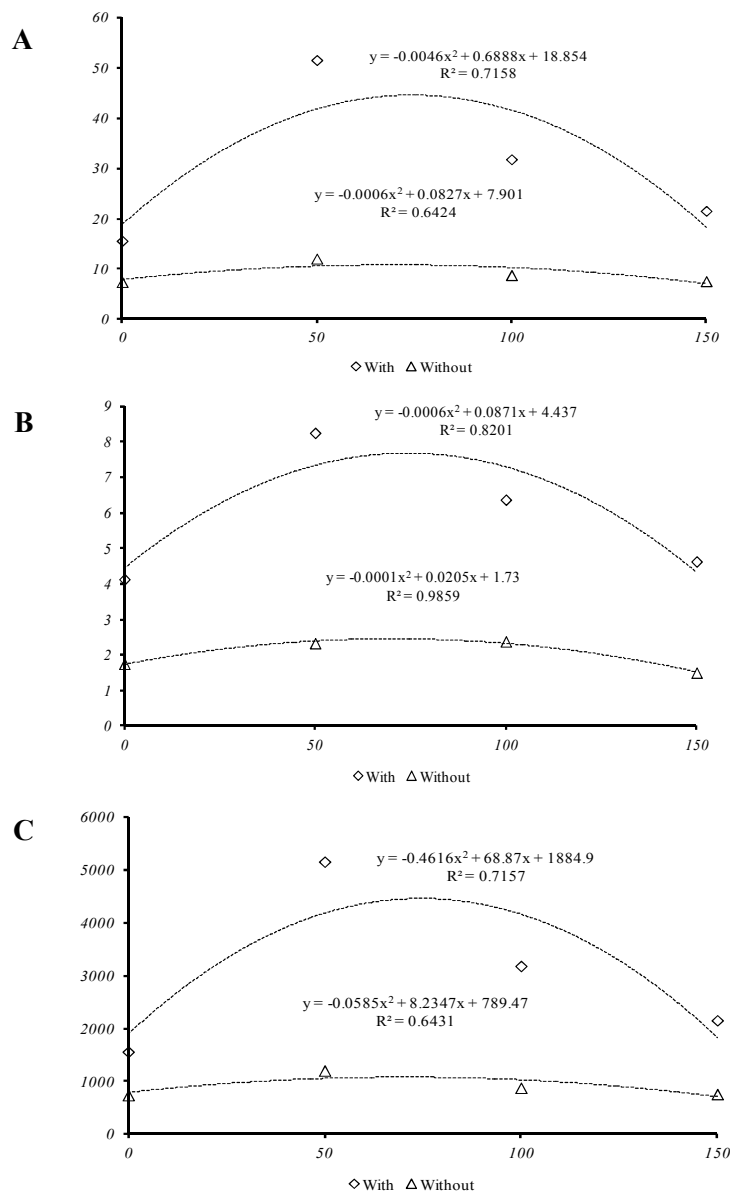 A
60
y = -0.0046x² + 0.6888x + 18.854
R² = 0.7158
50
40
30
y = -0.0006x² + 0.0827x + 7.901
R² = 0.6424
20
10
0
0 50 100 150
With Without
B
9
y = -0.0006x² + 0.0871x + 4.437
R² = 0.8201
8
7
6
5
4
y = -0.0001x² + 0.0205x + 1.73
R² = 0.9859
3
2
1
0
0 50 100 150
With Without
C
6000
y = -0.4616x² + 68.87x + 1884.9
R² = 0.7157
5000
4000
3000
y = -0.0585x² + 8.2347x + 789.47
R² = 0.6431
2000
1000
0
0 50 100 150
With Without